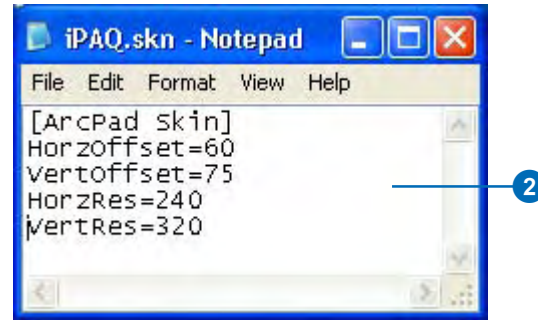 iPAQ.skn - Notepad
File Edit Format View Help
[ArcPad Skin]
HorzOffset=60
VertOffset=75
HorzRes=240
VertRes=320
2